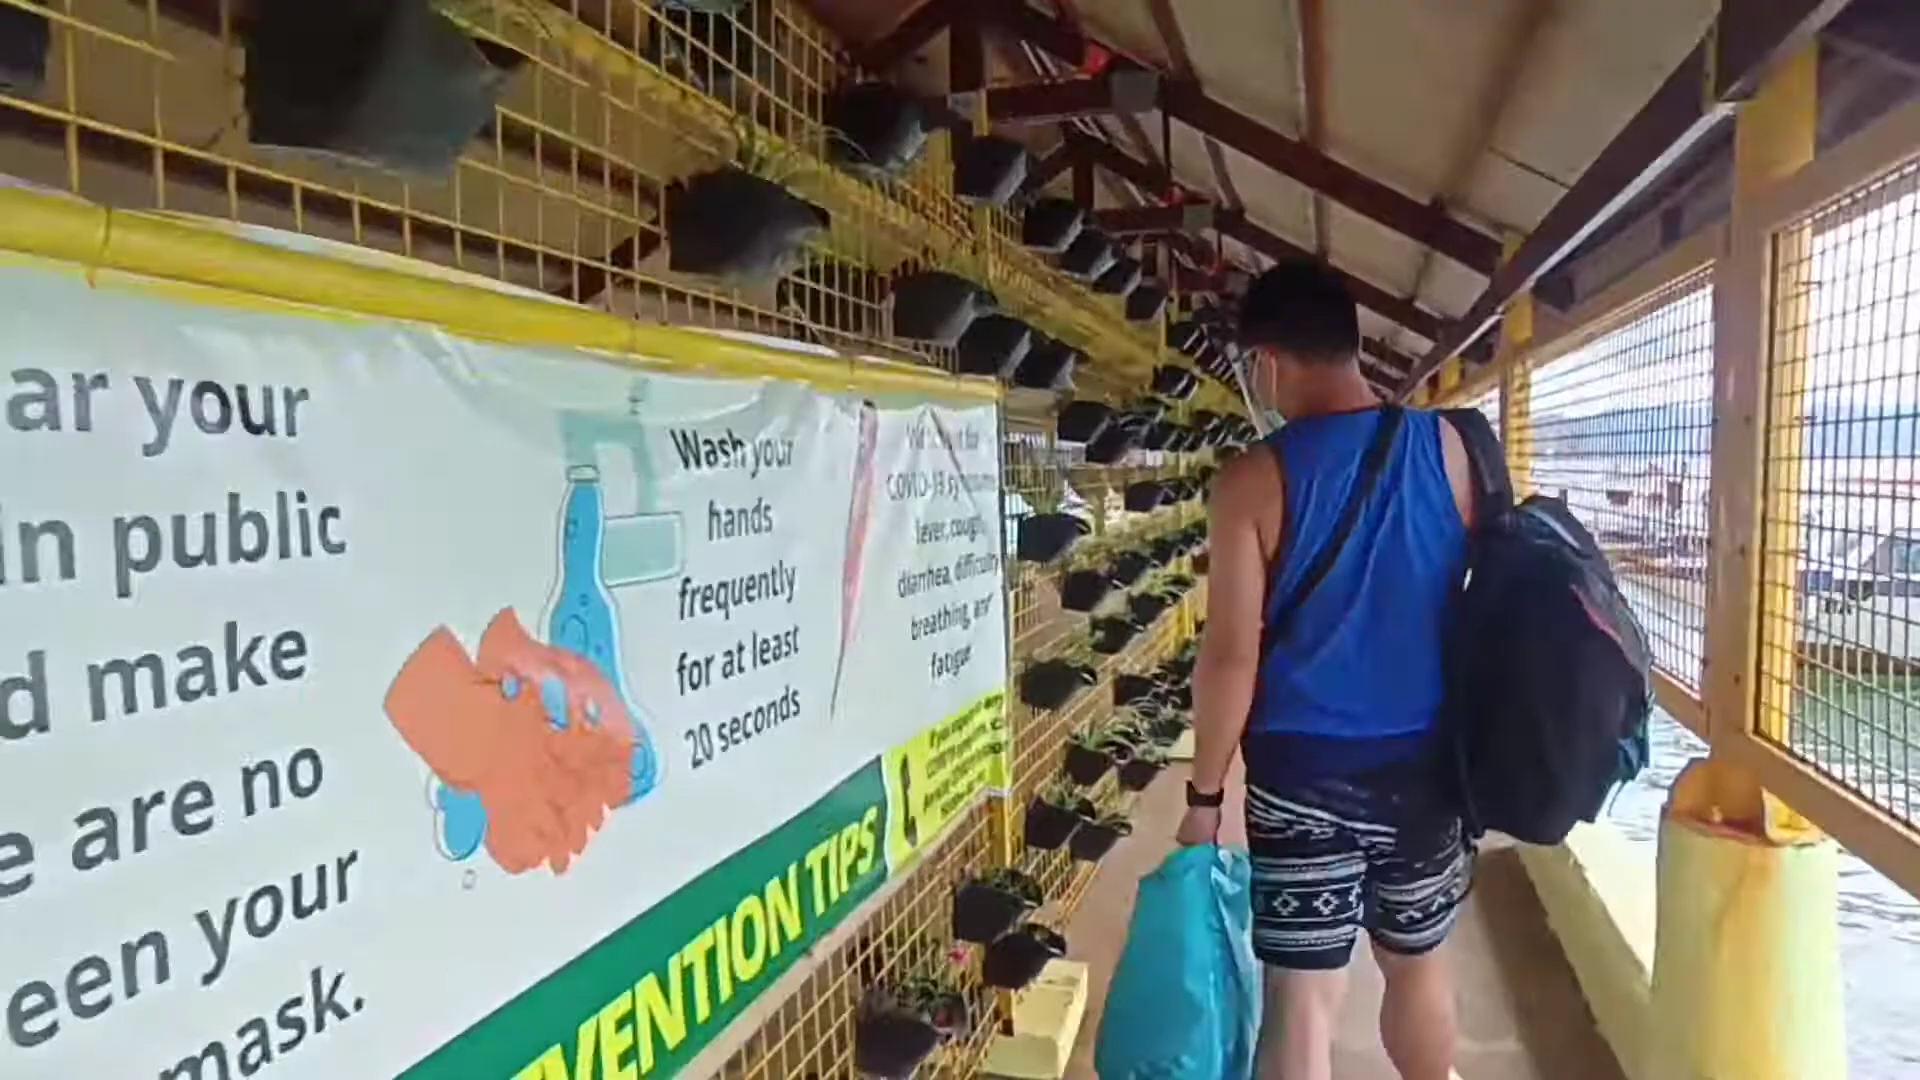 ar your
in public
d make
e are no
een your
mask.
Wash your
hands
frequently
for at least
20 seconds
COVID-19
fever, cough,
diarrhea, difficulty
breathing, and
fatigue
VENTION TIPS